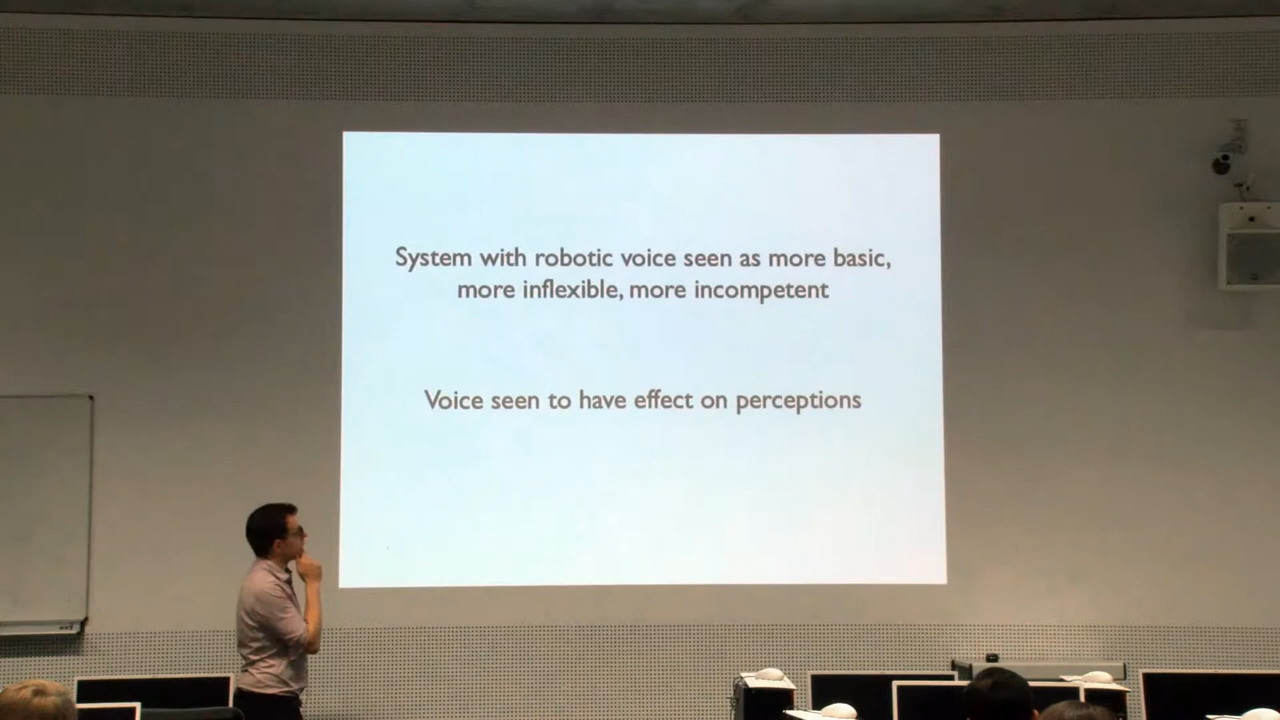 System with robotic voice seen as more basic,
more inflexible, more incompetent
Voice seen to have effect on perceptions